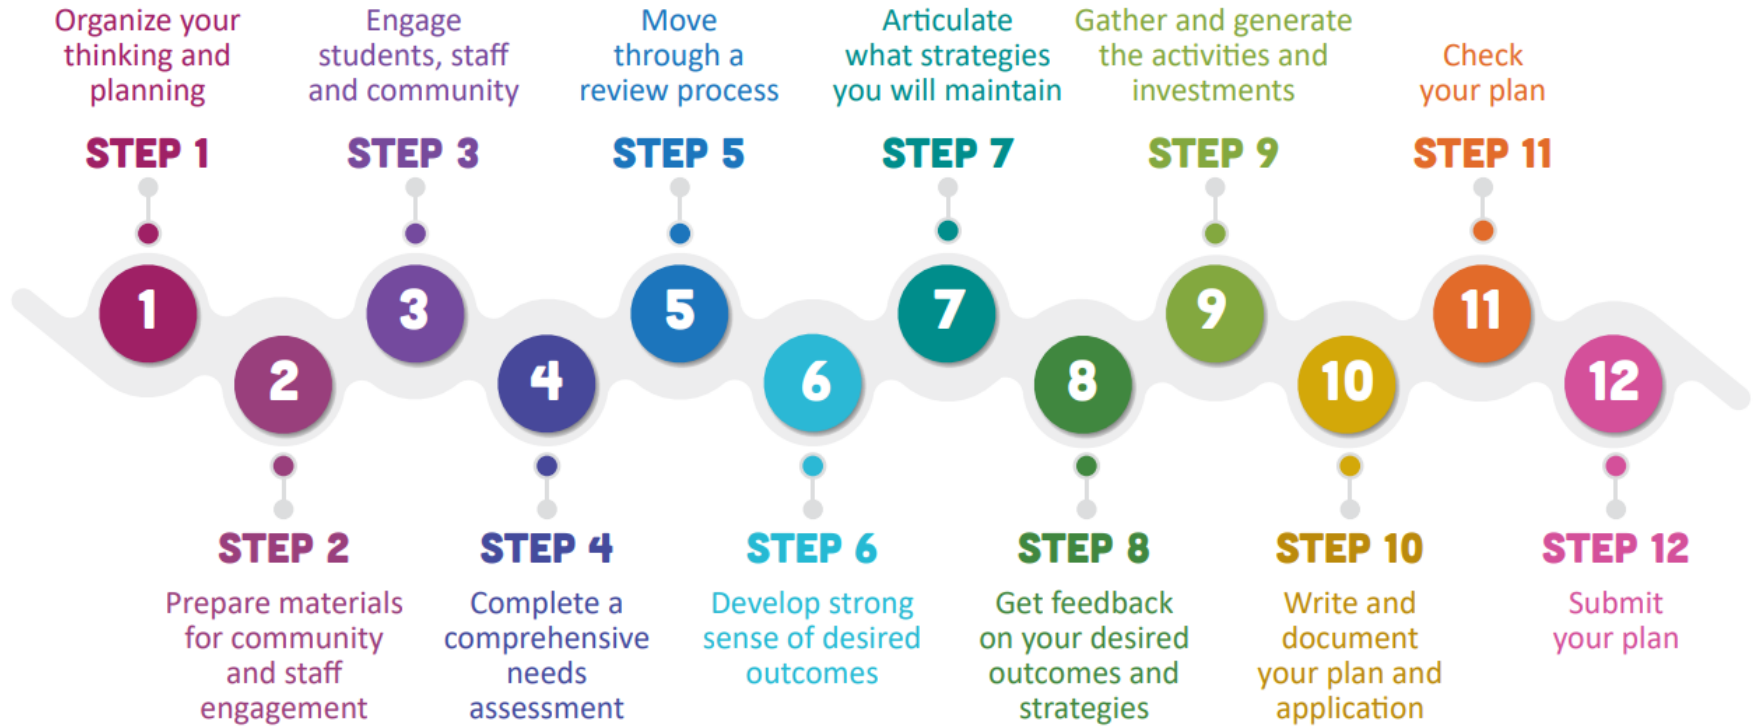 Organize your
thinking and
planning
STEP 1
1
2
STEP 2
Prepare materials
for community
and staff
engagement
Engage
students, staff
and community
STEP 3
3
4
STEP 4
Complete a
comprehensive
needs
assessment
Move
through a
review process
STEP 5
5
6
STEP 6
Develop strong
sense of desired
outcomes
Articulate
what strategies
you will maintain
STEP 7
7
8
STEP 8
Get feedback
on your desired
outcomes and
strategies
Gather and generate
the activities and
investments
STEP 9
9
10
STEP 10
Write and
document
your plan and
application
Check
your plan
STEP 11
11
12
STEP 12
Submit
your plan